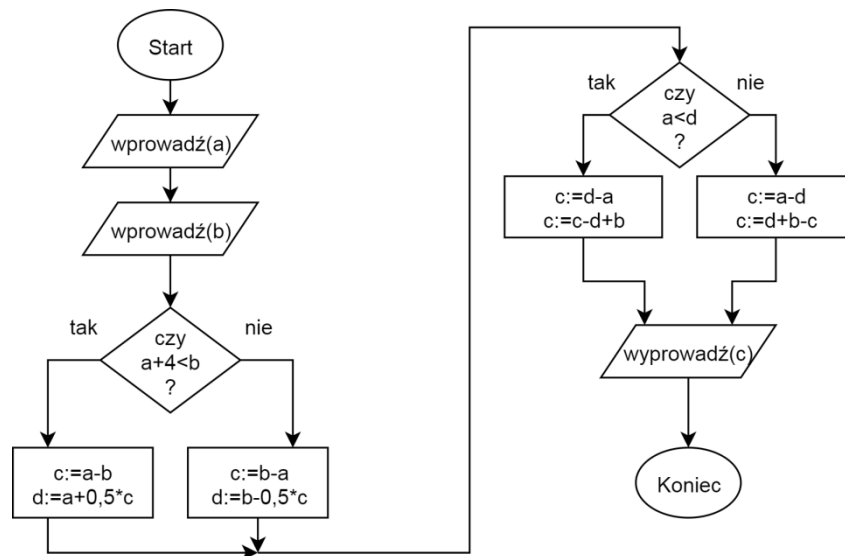 Start
wprowadź(a)
wprowadź(b)
tak
nie
czy
a+4<b
?
c:=a-b
d:=a+0,5*c
c:=b-a
d:=b-0,5*c
tak
nie
czy
a<d
?
c:=d-a
c:=c-d+b
c:=a-d
c:=d+b-c
wyprowadź(c)
Koniec